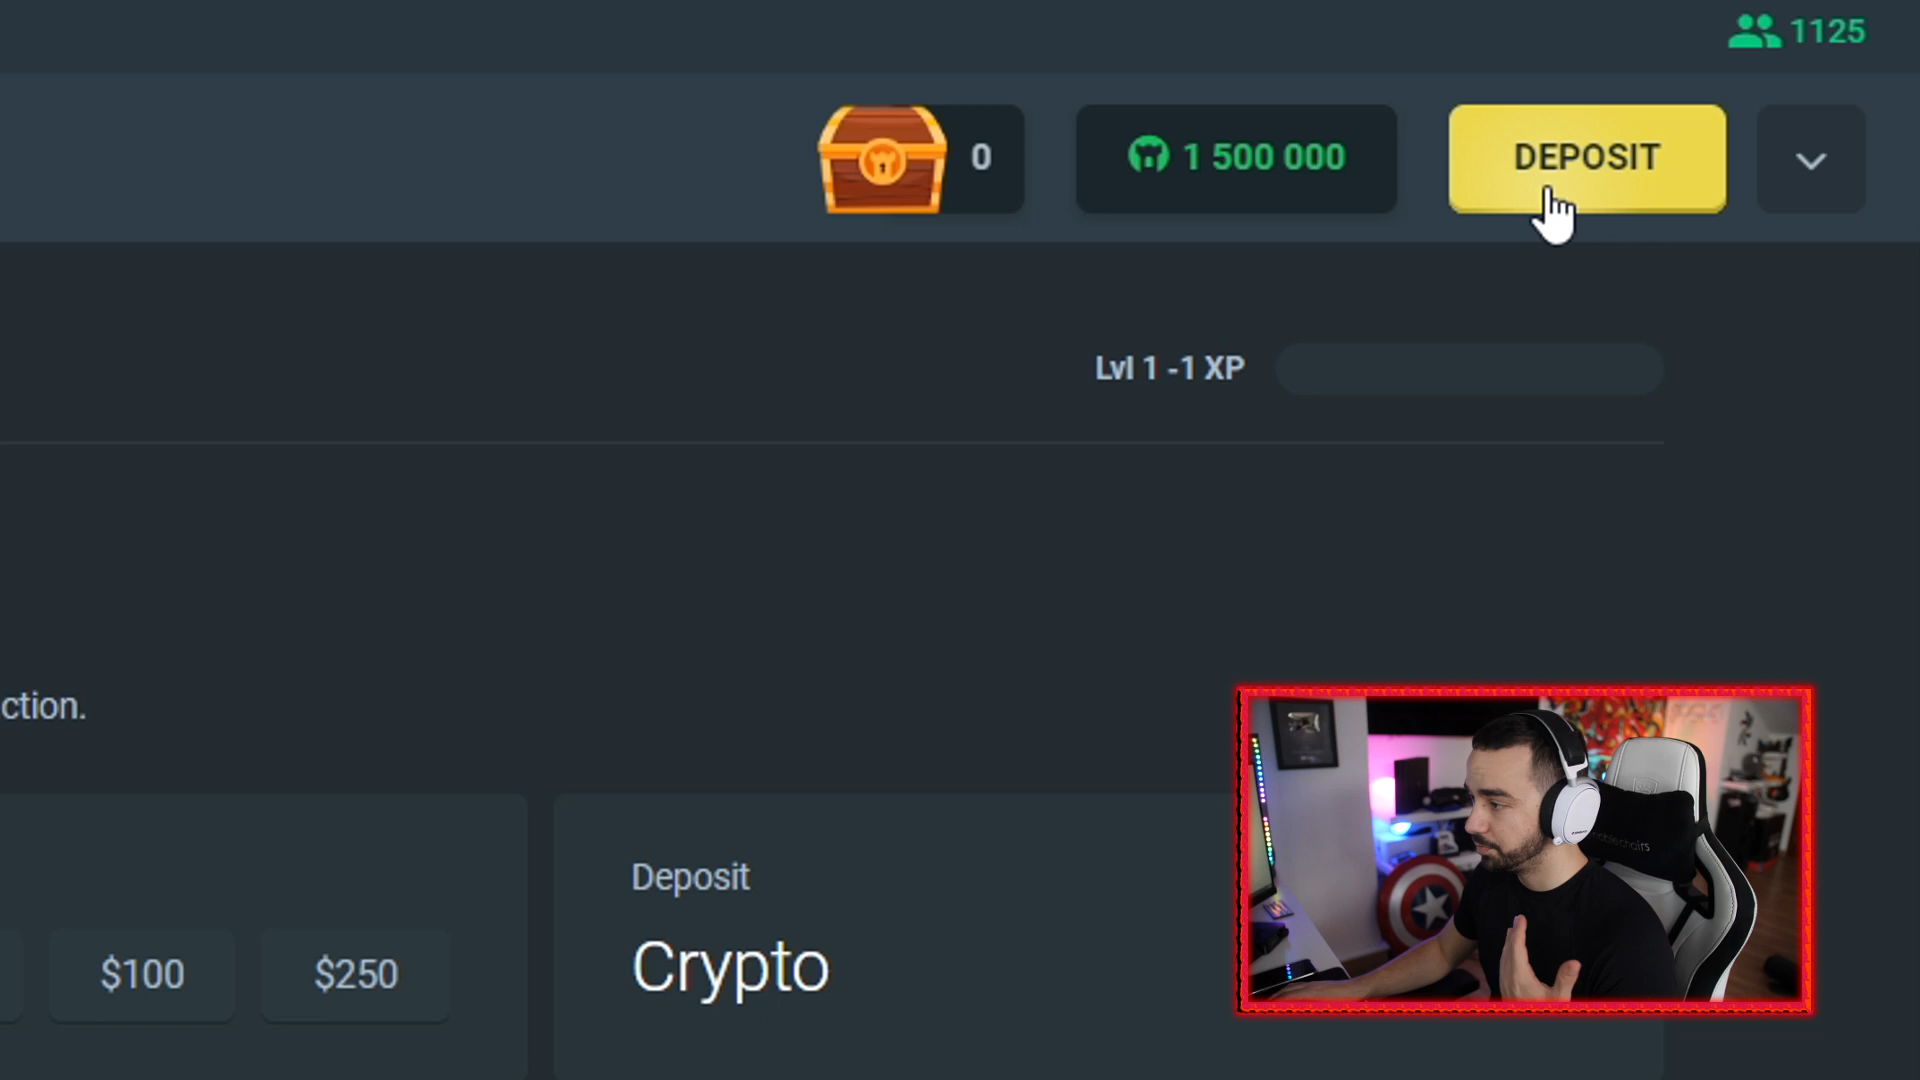 1125
0
1 500 000
DEPOSIT
Lvl 1 -1 XP
ction.
Deposit
Crypto
$100
$250